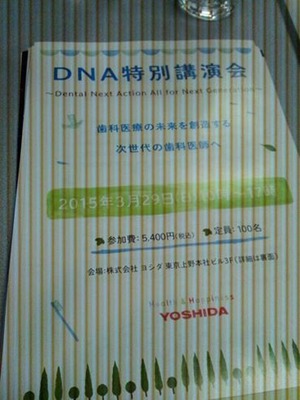 DNA特別講演会
~Dental Next Action All for Next Generation~
歯科医療の未来を創造する
次世代の歯科医師へ
2015年3月29日
参加費:5,400円(税込) 定員:100名
会場:株式会社 ヨシダ 東京上野本社ビル3F(詳細は裏面)
Health & Happiness
YOSHIDA